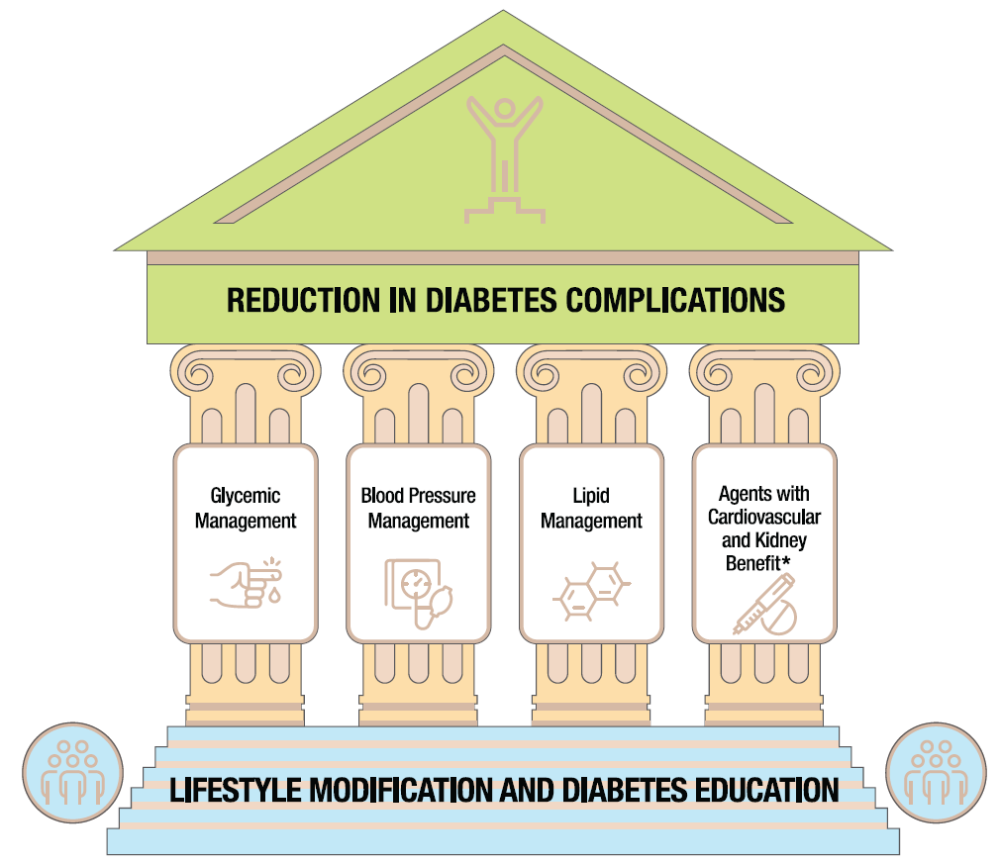 REDUCTION IN DIABETES COMPLICATIONS
Glycemic
Management
Blood Pressure
Management
Lipid
Management
Agents with
Cardiovascular
and Kidney
Benefit*
LIFESTYLE MODIFICATION AND DIABETES EDUCATION